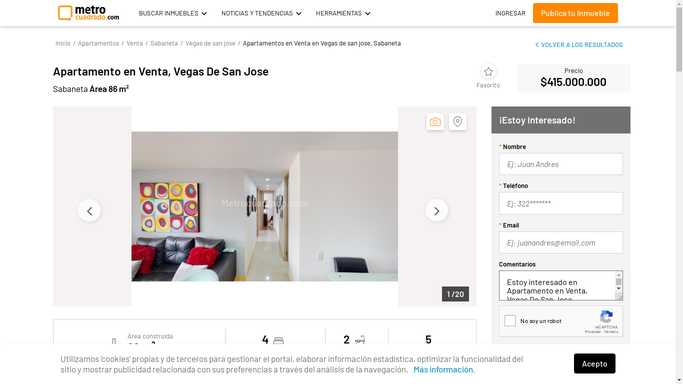 metro
cuadrado.com
BUSCAR INMUEBLES
NOTICIAS Y TENDENCIAS
HERRAMIENTAS
INGRESAR
Publica tu inmueble
Inicio / Apartamentos / Venta / Sabaneta / Vegas de san jose / Apartamentos en Venta en Vegas de san jose, Sabaneta
VOLVER A LOS RESULTADOS
Apartamento en Venta, Vegas De San Jose
Sabaneta Área 86 m²
Favorito
Precio
$415.000.000
Metrocuadrado.com
1 / 20
¡Estoy Interesado!
* Nombre
Ej: Juan Andres
* Teléfono
Ej: 322*******
* Email
Ej: juanandres@email.com
Comentarios
Estoy interesado en
Apartamento en Venta,
Vegas De San Jose
No soy un robot
reCAPTCHA
Privacidad - Términos
Área construida
4
2
5
Utilizamos 'cookies' propias y de terceros para gestionar el portal, elaborar información estadística, optimizar la funcionalidad del
sitio y mostrar publicidad relacionada con sus preferencias a través del análisis de la navegación. Más información.
Acepto